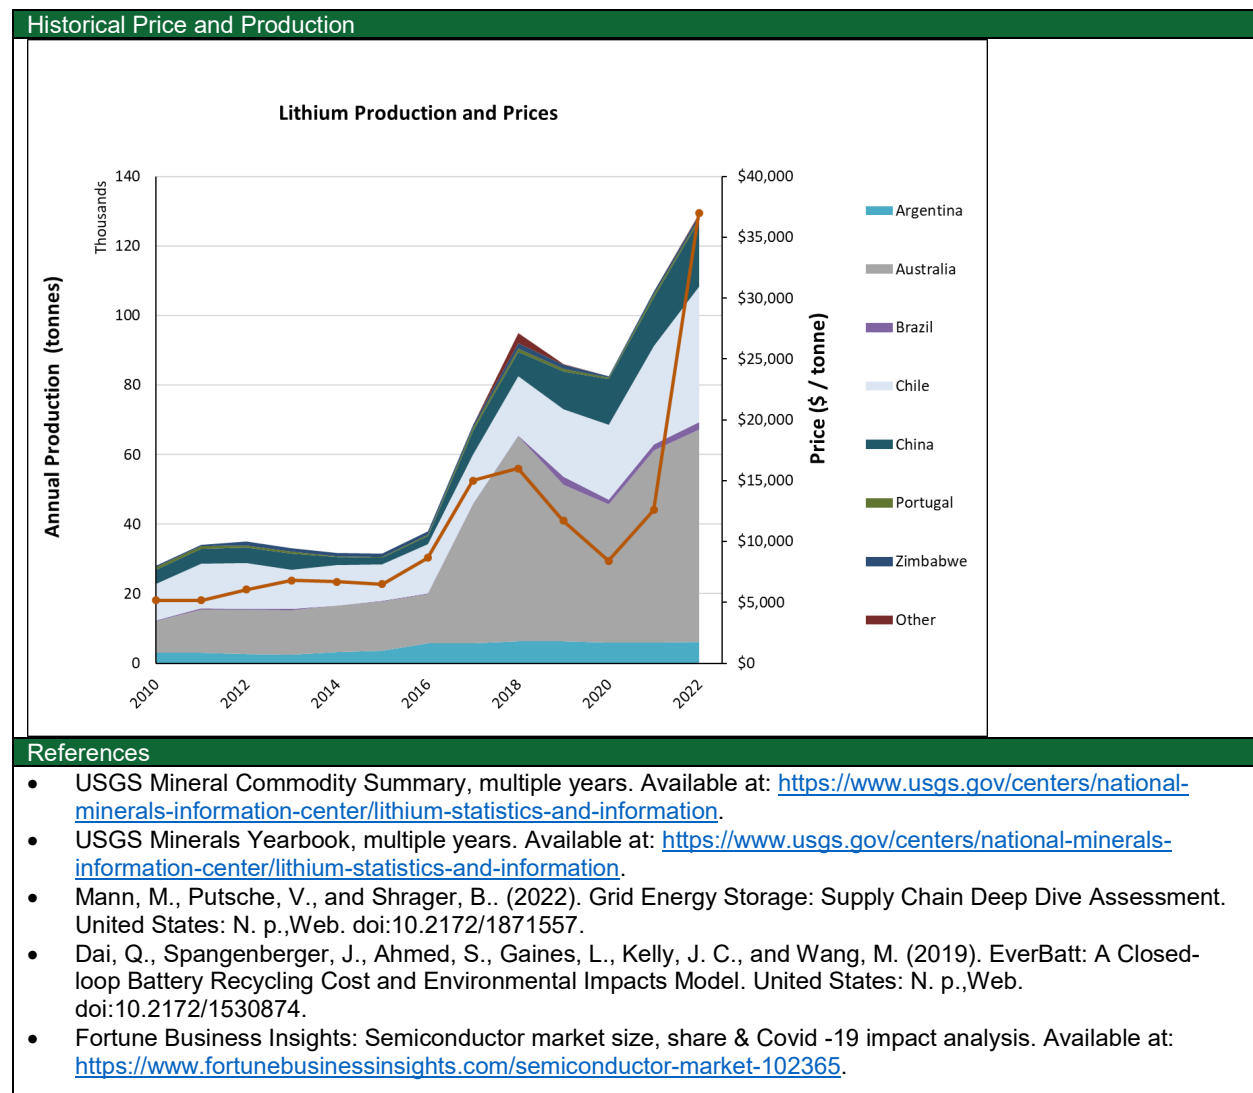 Historical Price and Production
Lithium Production and Prices
Thousands
Annual Production (tonnes)
140
120
100
80
60
40
20
0
$40,000
$35,000
$30,000
$25,000
$20,000
$15,000
$10,000
$5,000
$0
Price ($ / tonne)
2010
2012
2014
2016
2018
2020
2022
Argentina
Australia
Brazil
Chile
China
Portugal
Zimbabwe
Other
References
• USGS Mineral Commodity Summary, multiple years. Available at: https://www.usgs.gov/centers/national-
minerals-information-center/lithium-statistics-and-information.
• USGS Minerals Yearbook, multiple years. Available at: https://www.usgs.gov/centers/national-minerals-
information-center/lithium-statistics-and-information.
• Mann, M., Putsche, V., and Shrager, B.. (2022). Grid Energy Storage: Supply Chain Deep Dive Assessment.
United States: N. p.,Web. doi:10.2172/1871557.
• Dai, Q., Spangenberger, J., Ahmed, S., Gaines, L., Kelly, J. C., and Wang, M. (2019). EverBatt: A Closed-
loop Battery Recycling Cost and Environmental Impacts Model. United States: N. p.,Web.
doi:10.2172/1530874.
• Fortune Business Insights: Semiconductor market size, share & Covid -19 impact analysis. Available at:
https://www.fortunebusinessinsights.com/semiconductor-market-102365.